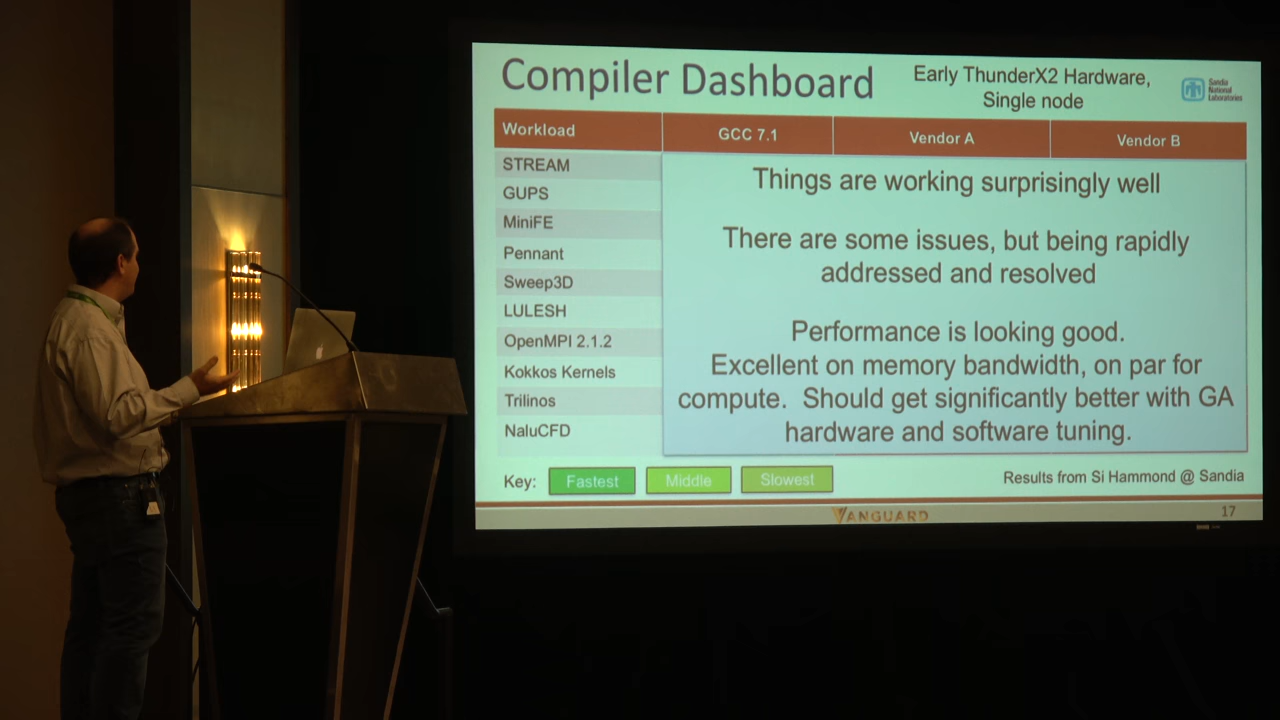 Compiler Dashboard
Early ThunderX2 Hardware,
Single node
Sandia
National
Laboratories
Workload
GCC 7.1
Vendor A
Vendor B
STREAM
GUPS
MiniFE
Pennant
Sweep3D
LULESH
OpenMPI 2.1.2
Kokkos Kernels
Trilinos
NaluCFD
Things are working surprisingly well
There are some issues, but being rapidly
addressed and resolved
Performance is looking good.
Excellent on memory bandwidth, on par for
compute. Should get significantly better with GA
hardware and software tuning.
Key:
Fastest
Middle
Slowest
Results from Si Hammond @ Sandia
VANGUARD
17